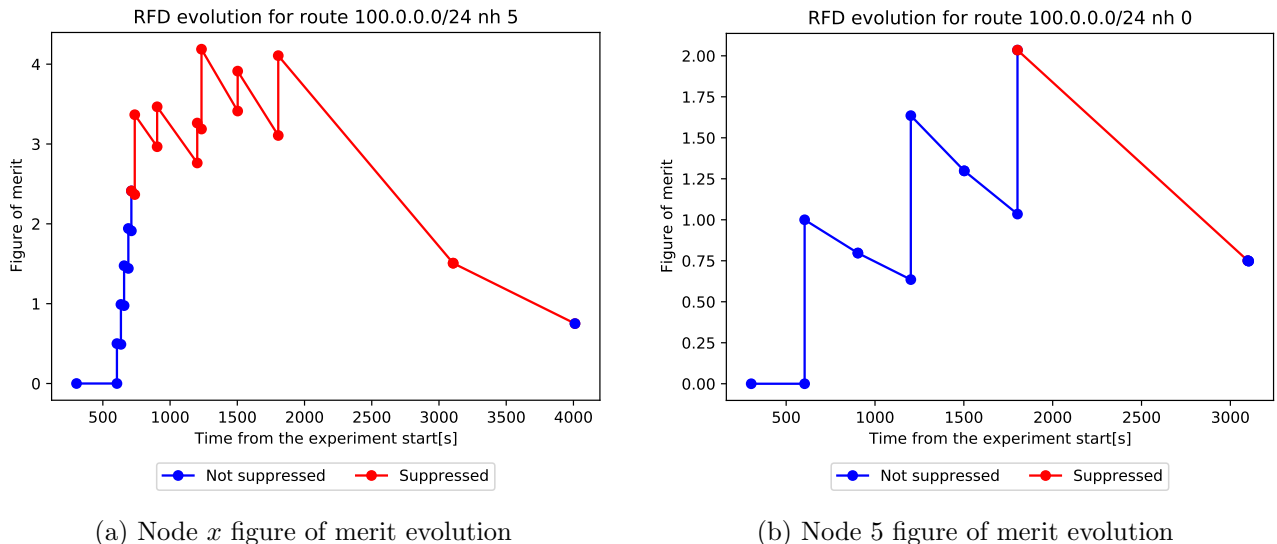 RFD evolution for route 100.0.0.0/24 nh 5
Figure of merit
4
3
2
1
0
500 1000 1500 2000 2500 3000 3500 4000
Time from the experiment start[s]
Not suppressed Suppressed
(a) Node x figure of merit evolution
RFD evolution for route 100.0.0.0/24 nh 0
Figure of merit
2.00
1.75
1.50
1.25
1.00
0.75
0.50
0.25
0.00
500 1000 1500 2000 2500 3000
Time from the experiment start[s]
Not suppressed Suppressed
(b) Node 5 figure of merit evolution